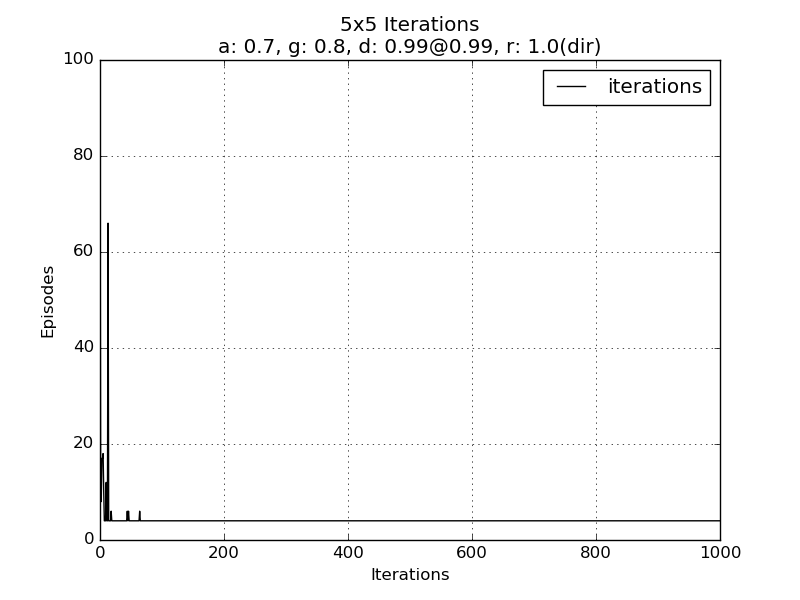 5x5 Iterations
a: 0.7, g: 0.8, d: 0.99@0.99, r: 1.0(dir)
iterations
100
80
60
40
20
0
Episodes
0 200 400 600 800 1000
Iterations